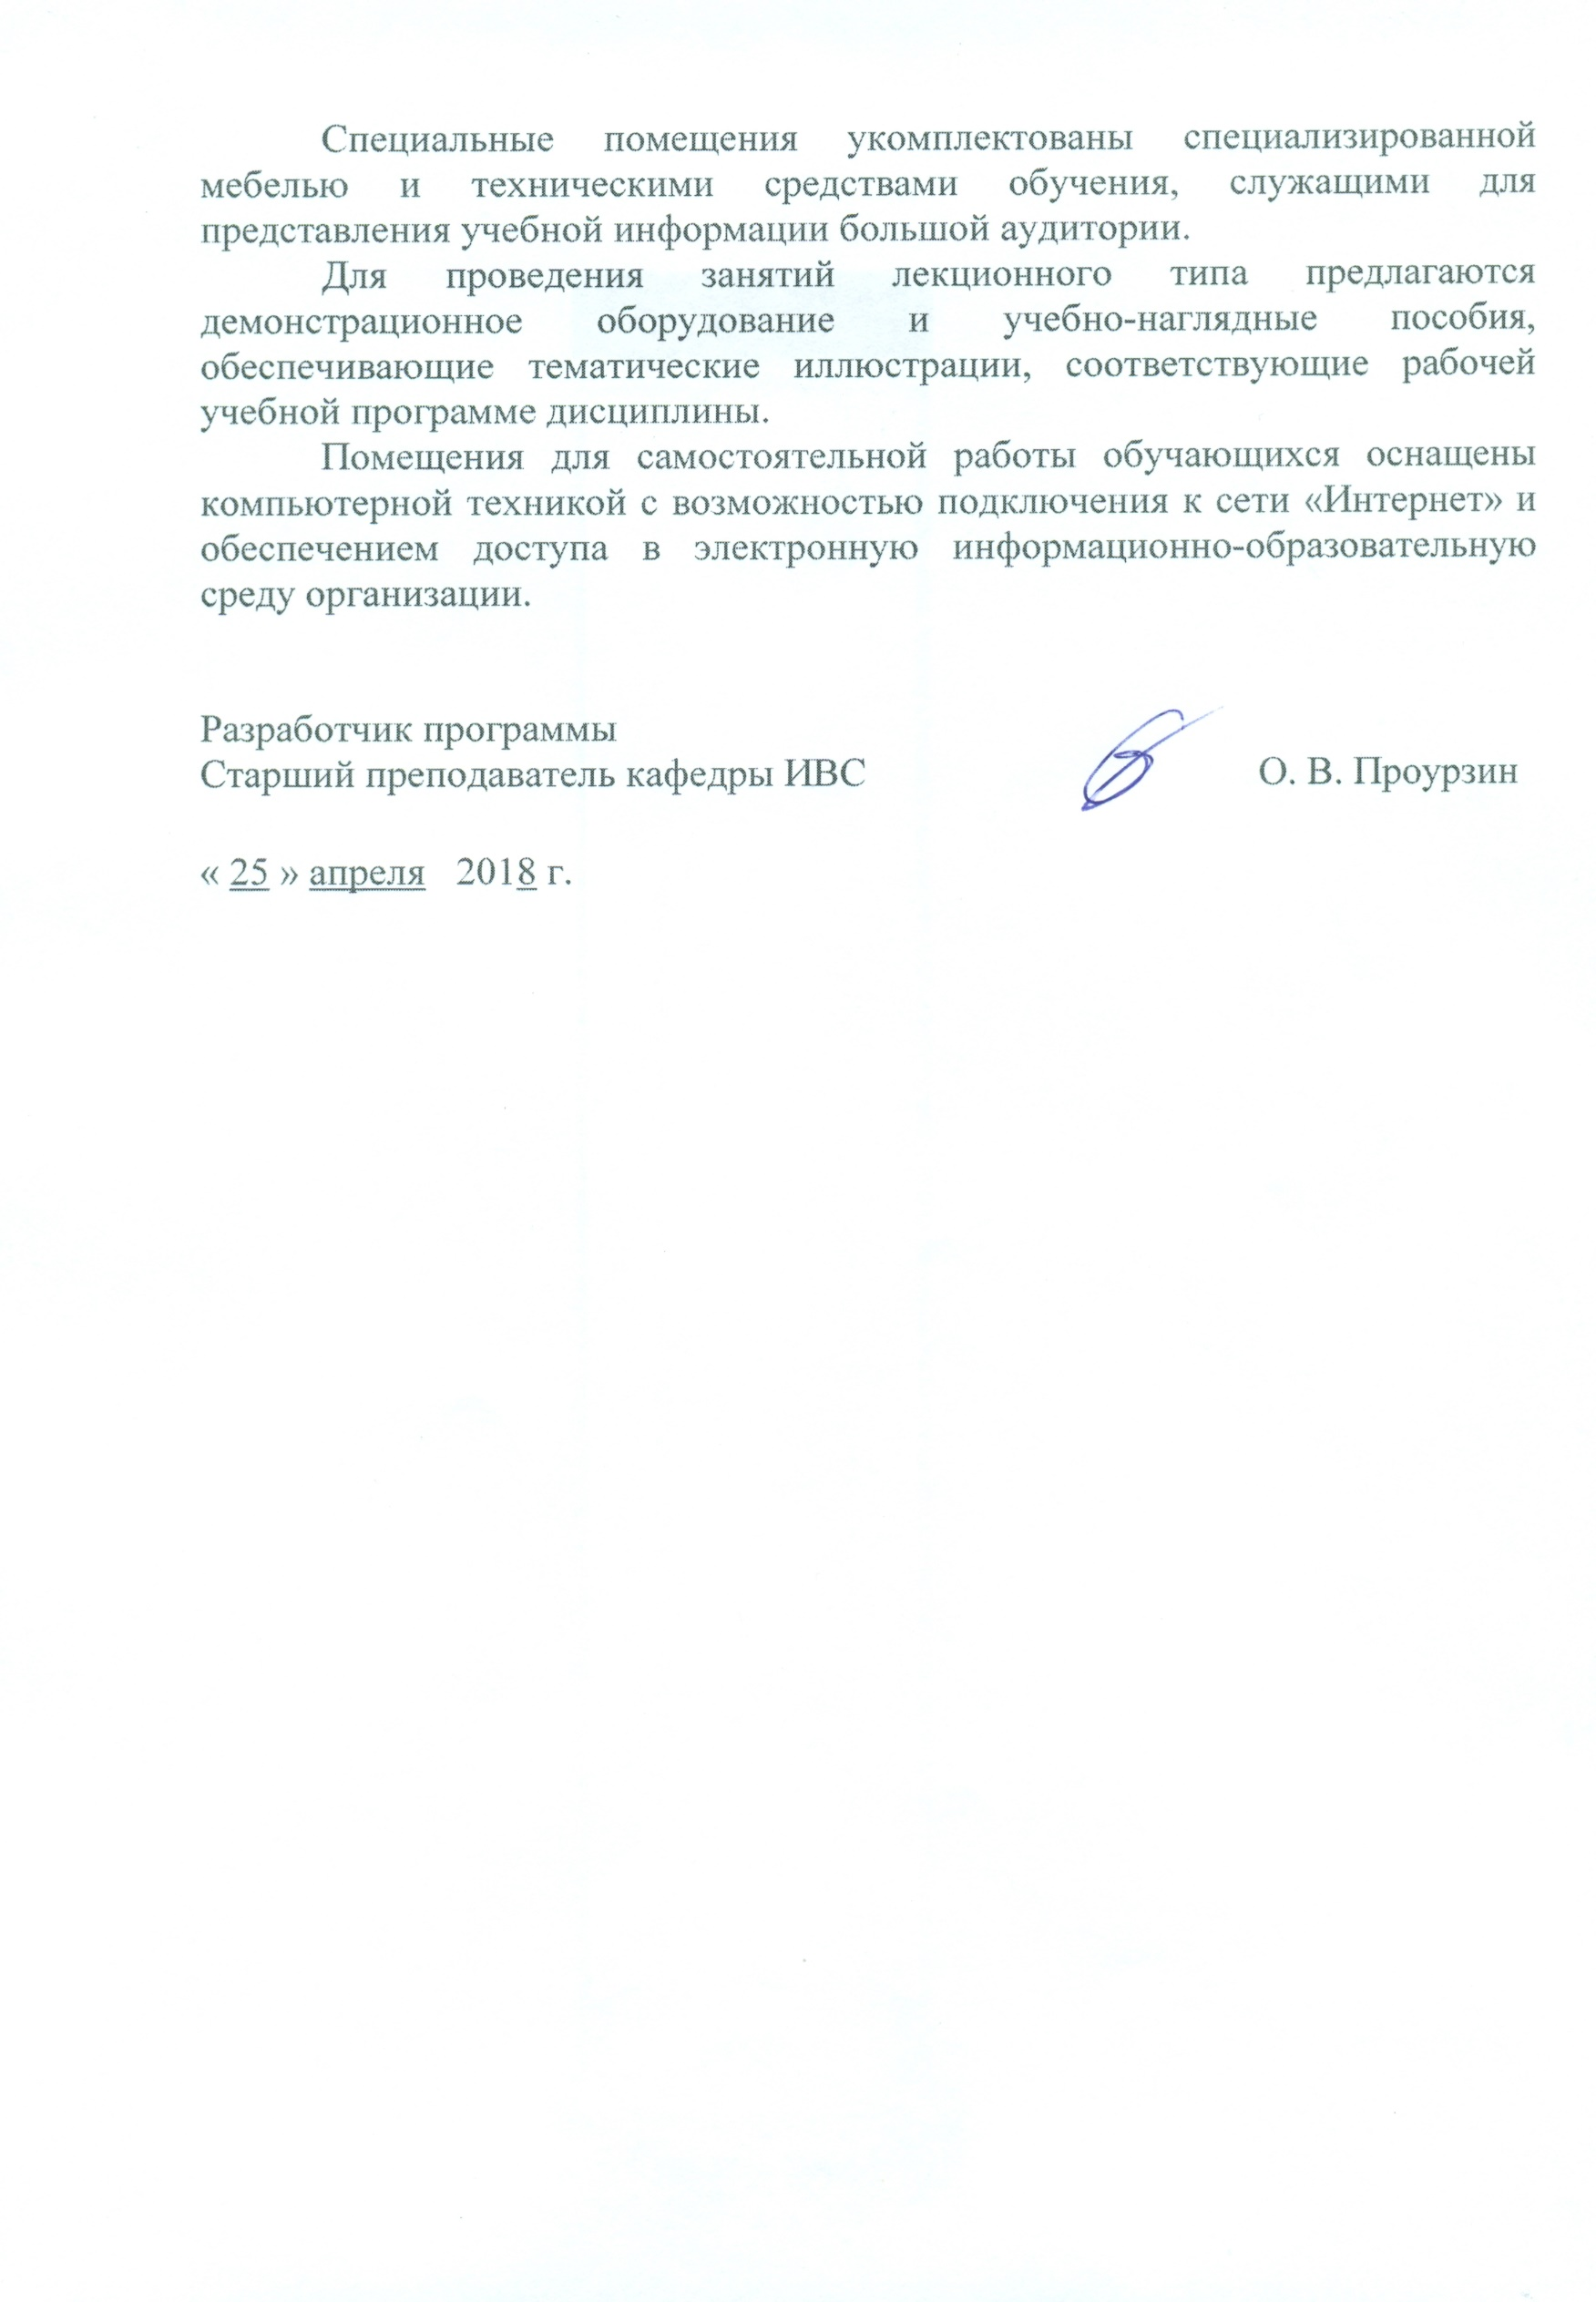 Специальные помещения укомплектованы специализированной
мебелью и техническими средствами обучения, служащими для
представления учебной информации большой аудитории.
Для проведения занятий лекционного типа предлагаются
демонстрационное оборудование и учебно-наглядные пособия,
обеспечивающие тематические иллюстрации, соответствующие рабочей
учебной программе дисциплины.
Помещения для самостоятельной работы обучающихся оснащены
компьютерной техникой с возможностью подключения к сети «Интернет» и
обеспечением доступа в электронную информационно-образовательную
среду организации.
Разработчик программы
Старший преподаватель кафедры ИВС О. В. Проурзин
« 25 » апреля 2018 г.